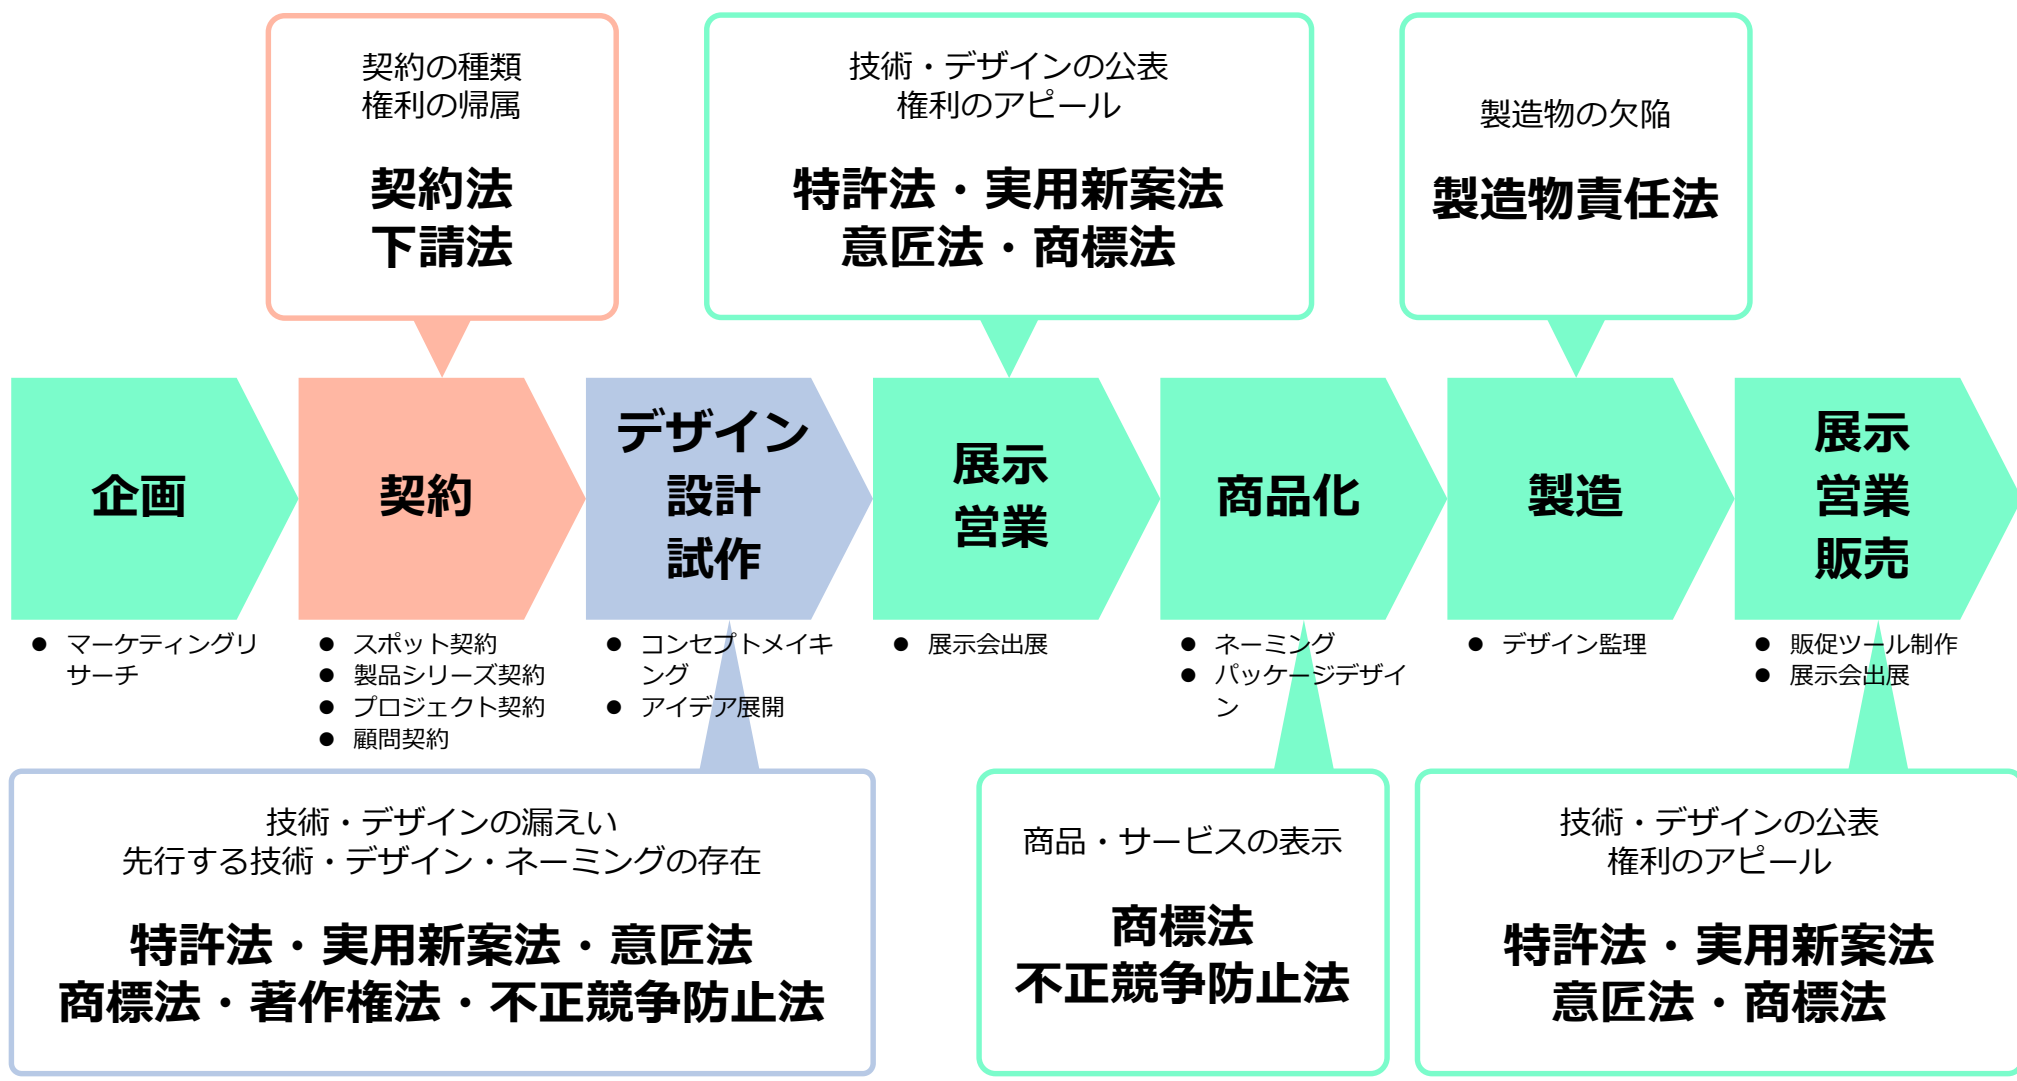 契約の種類
権利の帰属
契約法
下請法
技術・デザインの公表
権利のアピール
特許法・実用新案法
意匠法・商標法
製造物の欠陥
製造物責任法
企画
契約
デザイン
設計
試作
展示
営業
商品化
製造
展示
営業
販売
● マーケティングリ
サーチ
● スポット契約
● 製品シリーズ契約
● プロジェクト契約
● 顧問契約
● コンセプトメイキ
ング
● アイデア展開
● 展示会出展
● ネーミング
● パッケージデザイ
ン
● デザイン監理
● 販促ツール制作
● 展示会出展
技術・デザインの漏えい
先行する技術・デザイン・ネーミングの存在
特許法・実用新案法・意匠法
商標法・著作権法・不正競争防止法
商品・サービスの表示
商標法
不正競争防止法
技術・デザインの公表
権利のアピール
特許法・実用新案法
意匠法・商標法